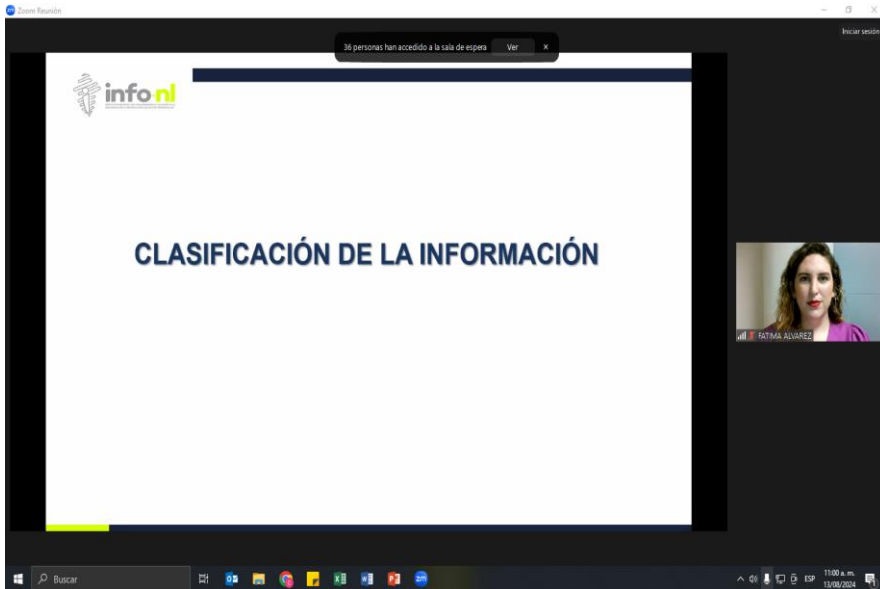 Zoom Reunión
Iniciar sesión
36 personas han accedido a la sala de espera Ver x
info nl
CLASIFICACIÓN DE LA INFORMACIÓN
FATIMA ALVAREZ
Buscar
zm
ESP
11:00 a. m.
13/08/2024